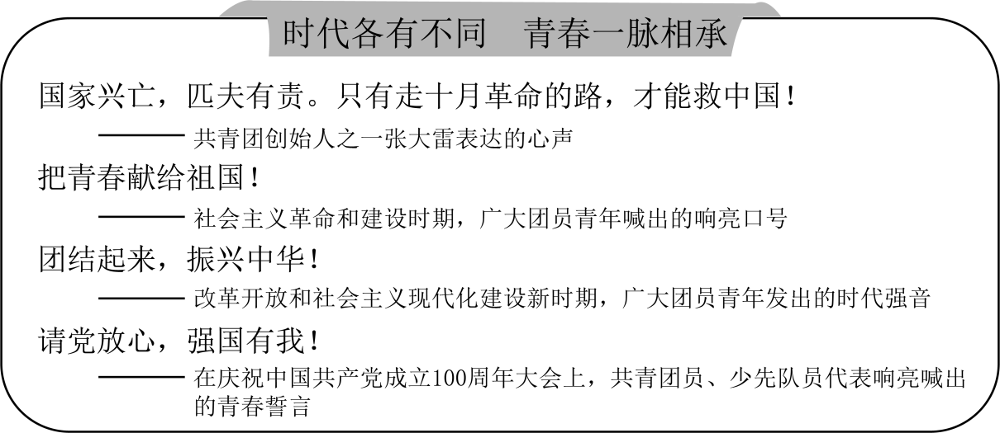 时代各有不同 青春一脉相承
国家兴亡，匹夫有责。只有走十月革命的路，才能救中国！
——共青团创始人之一张大雷表达的心声
把青春献给祖国！
——社会主义革命和建设时期，广大团员青年喊出的响亮口号
团结起来，振兴中华！
——改革开放和社会主义现代化建设新时期，广大团员青年发出的时代强音
请党放心，强国有我！
——在庆祝中国共产党成立100周年大会上，共青团员、少先队员代表响亮喊出
的青春誓言